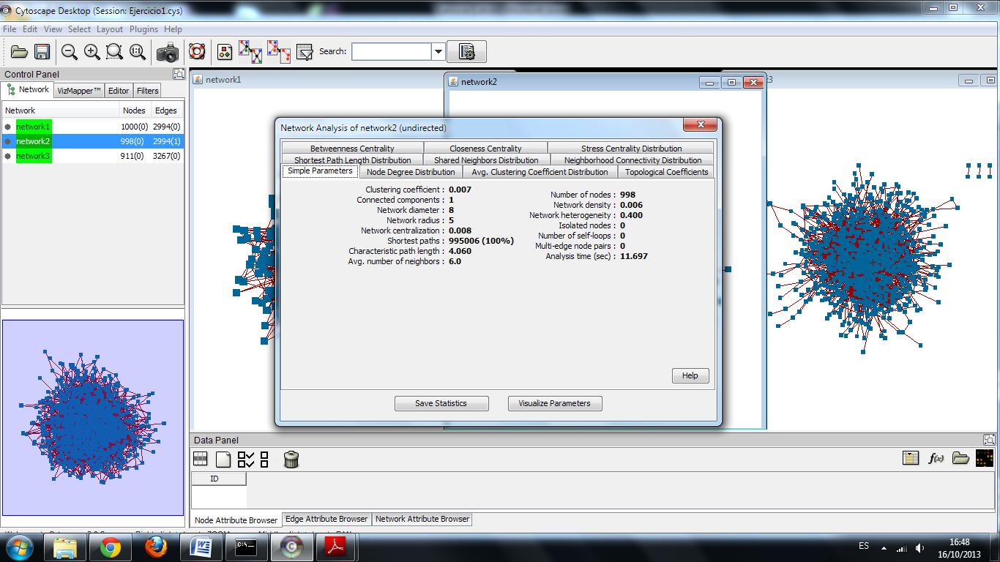 Cytoscape Desktop (Session: Ejercicio1.cys)
File Edit View Select Layout Plugins Help
Search:
Control Panel
Network VizMapper™ Editor Filters
Network Nodes Edges
network1 1000(0) 2994(0)
network2 998(0) 2994(1)
network3 911(0) 3267(0)
network1
network2
Network Analysis of network2 (undirected)
Betweenness Centrality Closeness Centrality Stress Centrality Distribution
Shortest Path Length Distribution Shared Neighbors Distribution Neighborhood Connectivity Distribution
Simple Parameters Node Degree Distribution Avg. Clustering Coefficient Distribution Topological Coefficients
Clustering coefficient : 0.007
Connected components : 1
Network diameter : 8
Network radius : 5
Network centralization : 0.008
Shortest paths : 995006 (100%)
Characteristic path length : 4.060
Avg. number of neighbors : 6.0
Number of nodes : 998
Network density : 0.006
Network heterogeneity : 0.400
Isolated nodes : 0
Number of self-loops : 0
Multi-edge node pairs : 0
Analysis time (sec) : 11.697
Help
Save Statistics Visualize Parameters
Data Panel
f(x)
ID
Node Attribute Browser Edge Attribute Browser Network Attribute Browser
C:\
ES
16:48
16/10/2013